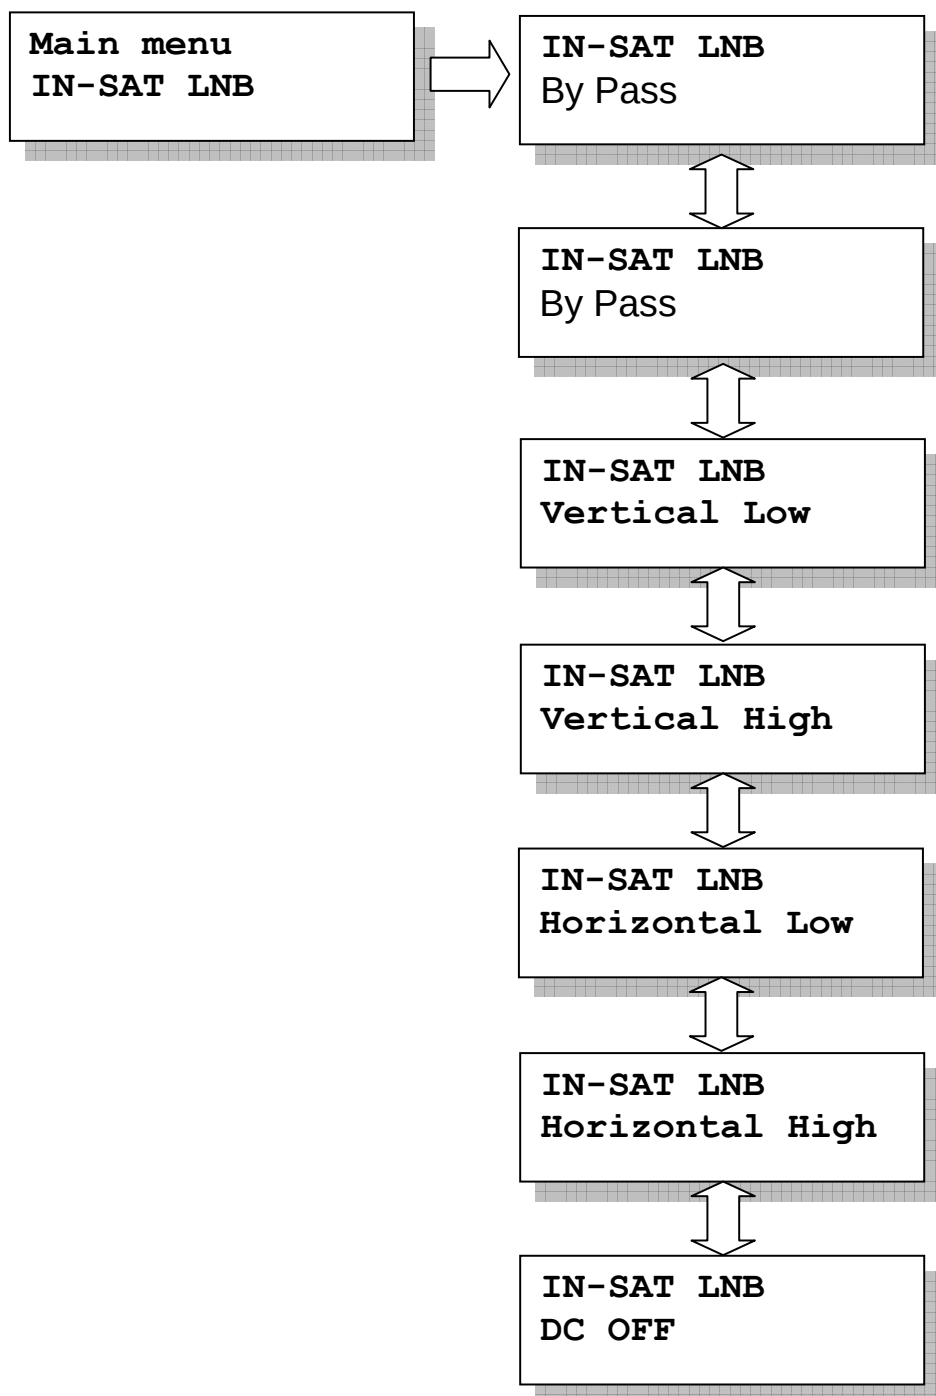 Main menu
IN-SAT LNB
IN-SAT LNB
By Pass
IN-SAT LNB
By Pass
IN-SAT LNB
Vertical Low
IN-SAT LNB
Vertical High
IN-SAT LNB
Horizontal Low
IN-SAT LNB
Horizontal High
IN-SAT LNB
DC OFF